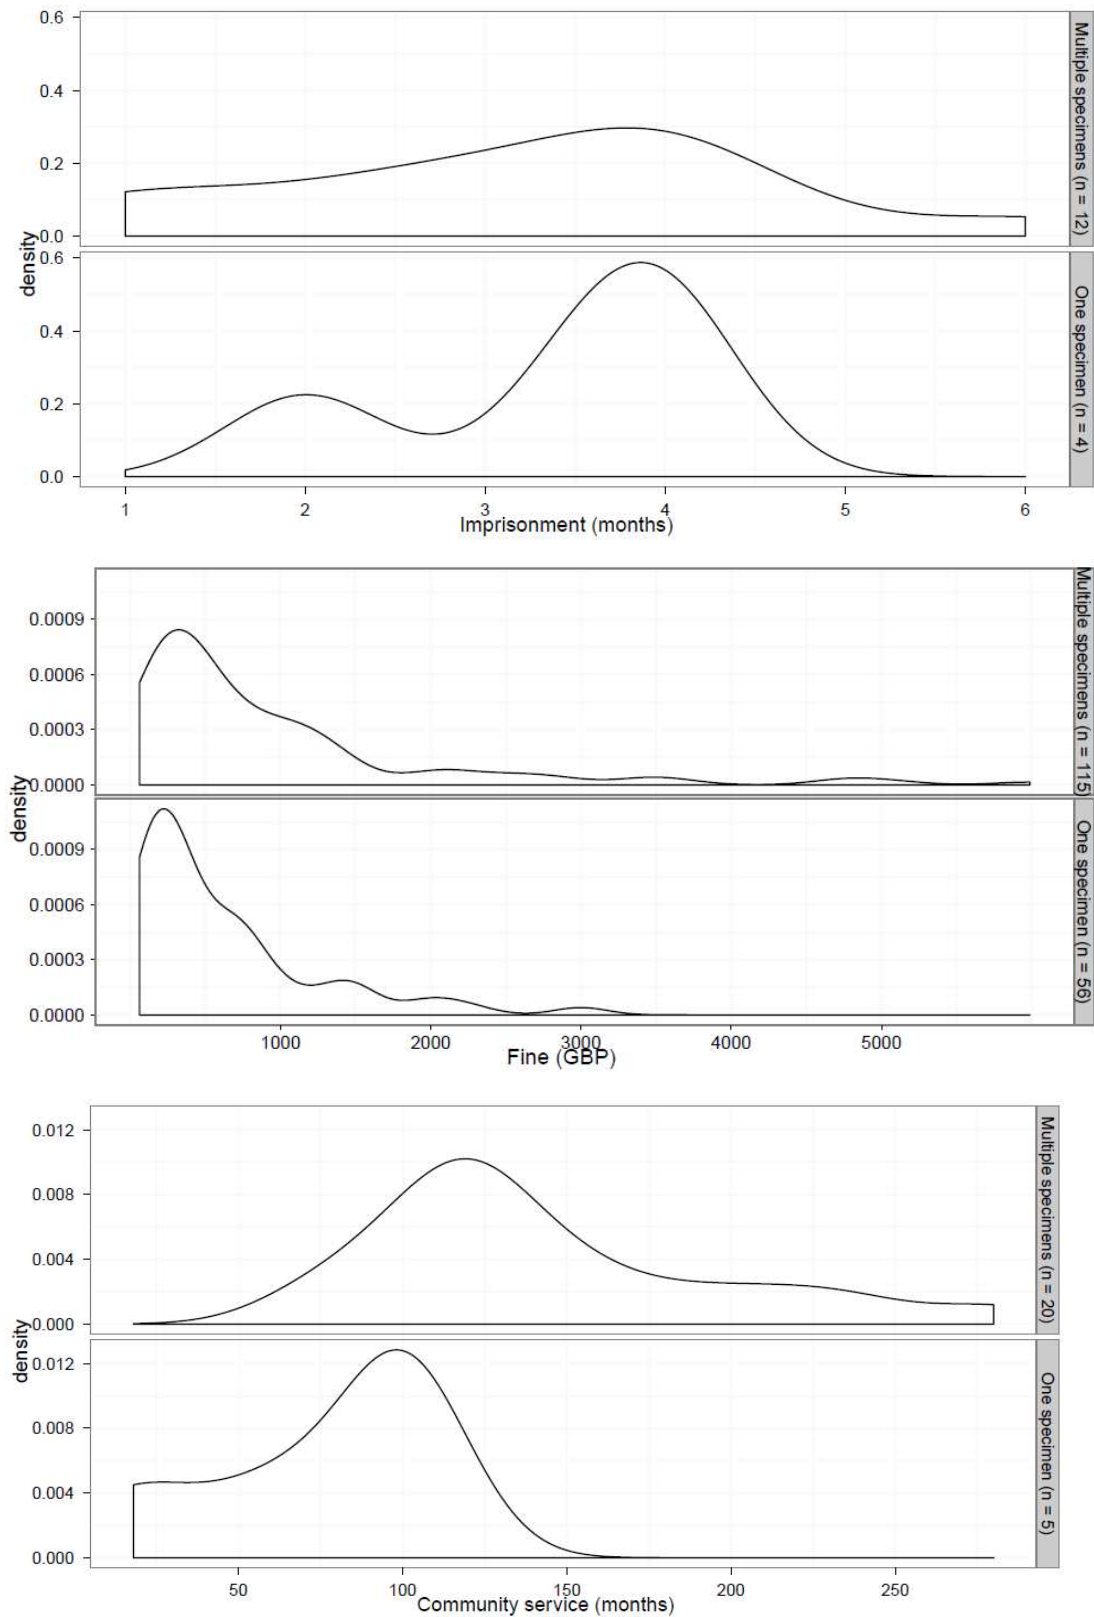 0.6
0.4
0.2
0.0
Multiple specimens (n = 12)
density
0.6
0.4
0.2
0.0
One specimen (n = 4)
1 2 3 4 5 6
Imprisonment (months)
0.0009
0.0006
0.0003
0.0000
Multiple specimens (n = 115)
density
0.0009
0.0006
0.0003
0.0000
One specimen (n = 56)
1000 2000 3000 4000 5000
Fine (GBP)
0.012
0.008
0.004
0.000
Multiple specimens (n = 20)
density
0.012
0.008
0.004
0.000
One specimen (n = 5)
50 100 150 200 250
Community service (months)